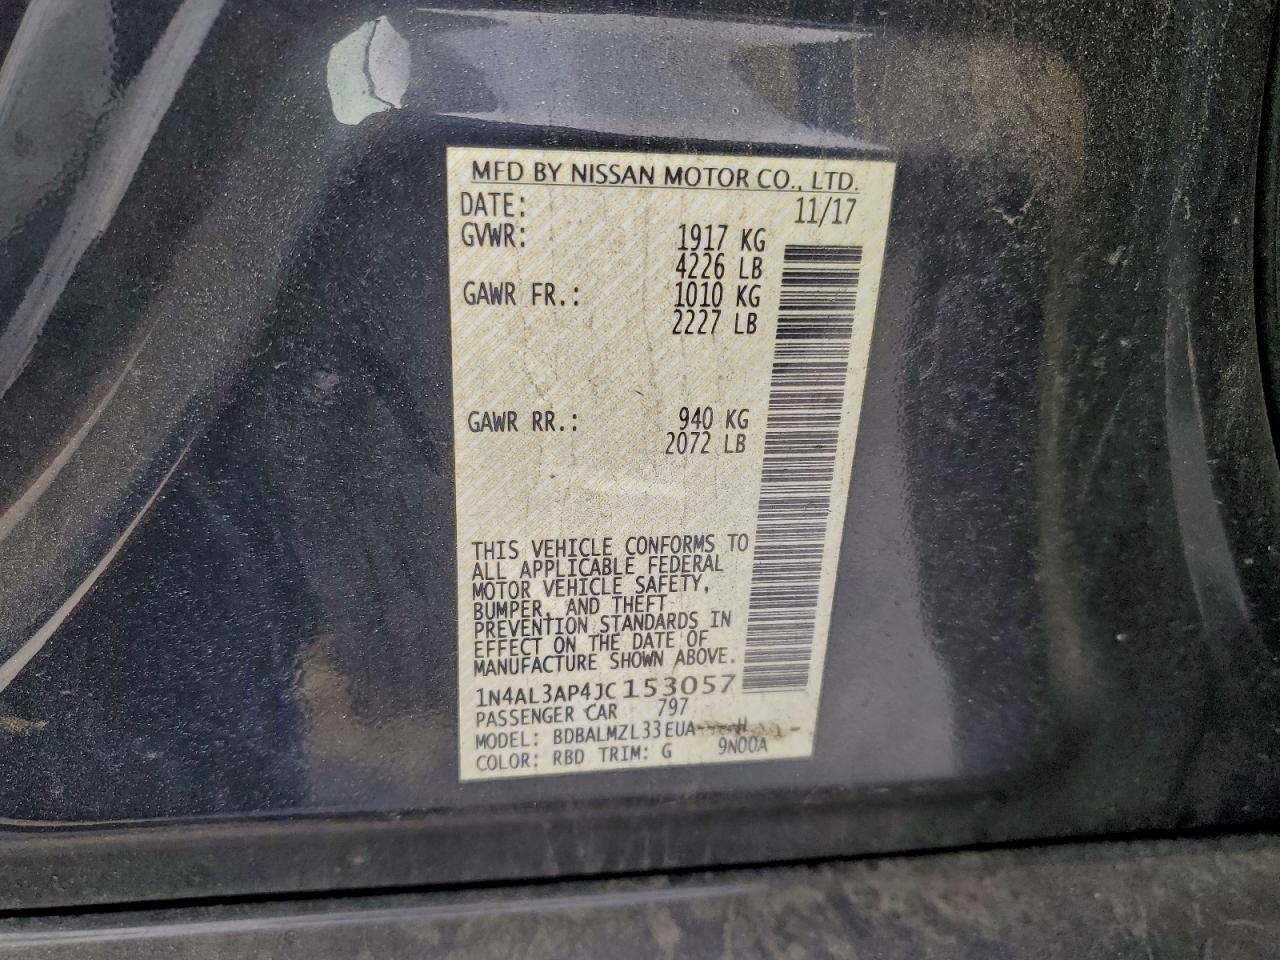 MFD BY NISSAN MOTOR CO., LTD.
DATE: 11/17
GVWR: 1917 KG
4226 LB
GAWR FR.: 1010 KG
2227 LB
GAWR RR.: 940 KG
2072 LB
THIS VEHICLE CONFORMS TO
ALL APPLICABLE FEDERAL
MOTOR VEHICLE SAFETY,
BUMPER, AND THEFT
PREVENTION STANDARDS IN
EFFECT ON THE DATE OF
MANUFACTURE SHOWN ABOVE.
1N4AL3AP4JC153057
PASSENGER CAR 797
MODEL: BDBALMZL33EUA-
COLOR: RBD TRIM: G 9N00A